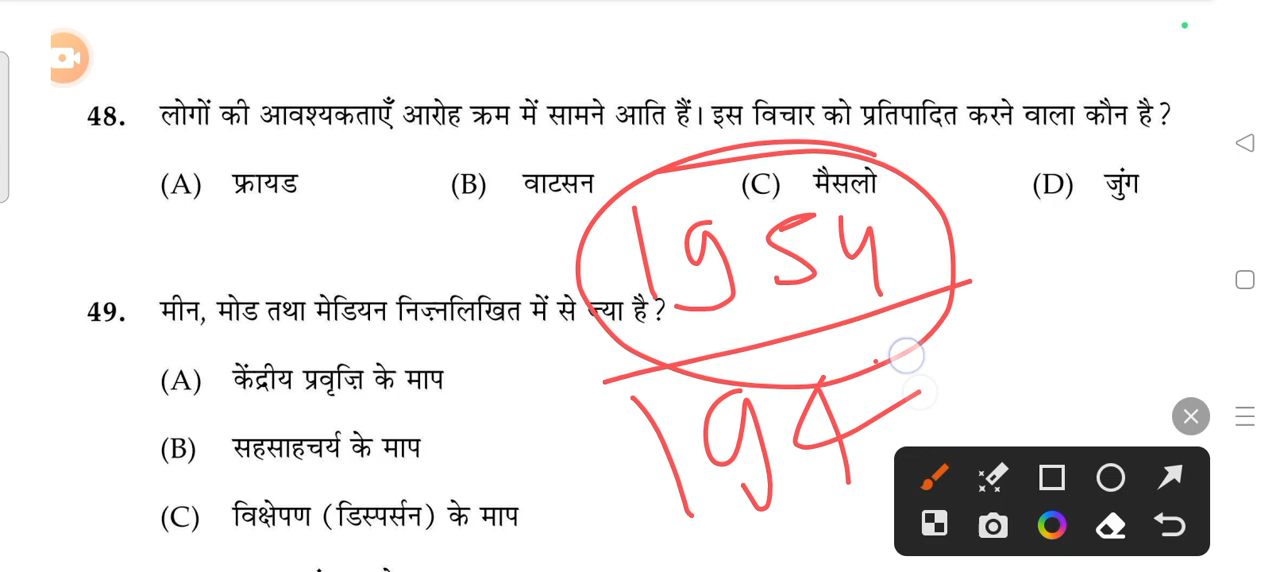 48. लोगों की आवश्यकताएँ आरोह क्रम में सामने आति हैं। इस विचार को प्रतिपादित करने वाला कौन है?
(A) फ्रायड (B) वाटसन (C) मैसलो (D) जुंग
1954
49. मीन, मोड तथा मेडियन निज़्नलिखित में से क्या है?
194
(A) केंद्रीय प्रवृज़ि के माप
(B) सहसाहचर्य के माप
(C) विक्षेपण (डिस्पर्सन) के माप